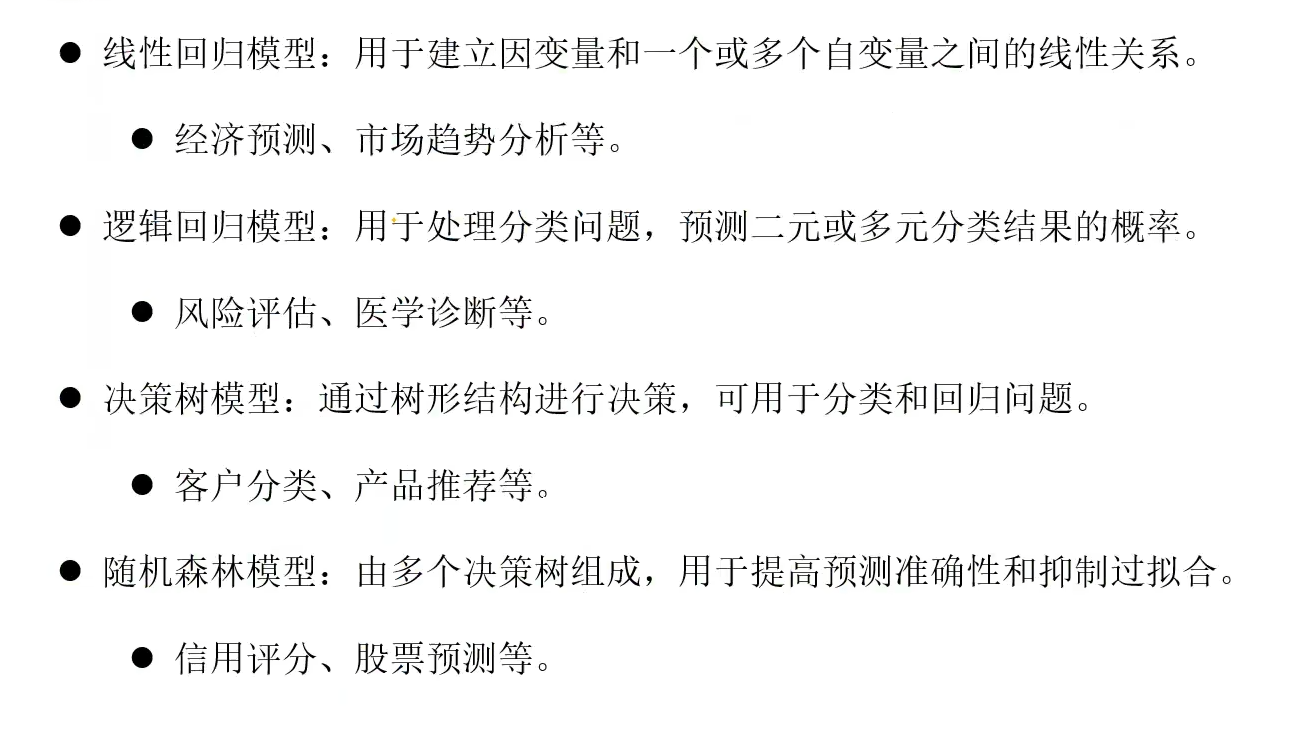 ● 线性回归模型：用于建立因变量和一个或多个自变量之间的线性关系。
● 经济预测、市场趋势分析等。
● 逻辑回归模型：用于处理分类问题，预测二元或多元分类结果的概率。
● 风险评估、医学诊断等。
● 决策树模型：通过树形结构进行决策，可用于分类和回归问题。
● 客户分类、产品推荐等。
● 随机森林模型：由多个决策树组成，用于提高预测准确性和抑制过拟合。
● 信用评分、股票预测等。